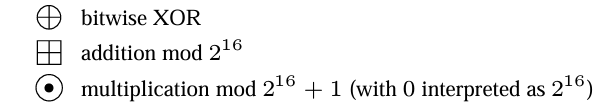 ⊕ bitwise XOR
⊞ addition mod 2^16
⊙ multiplication mod 2^16 + 1 (with 0 interpreted as 2^16)